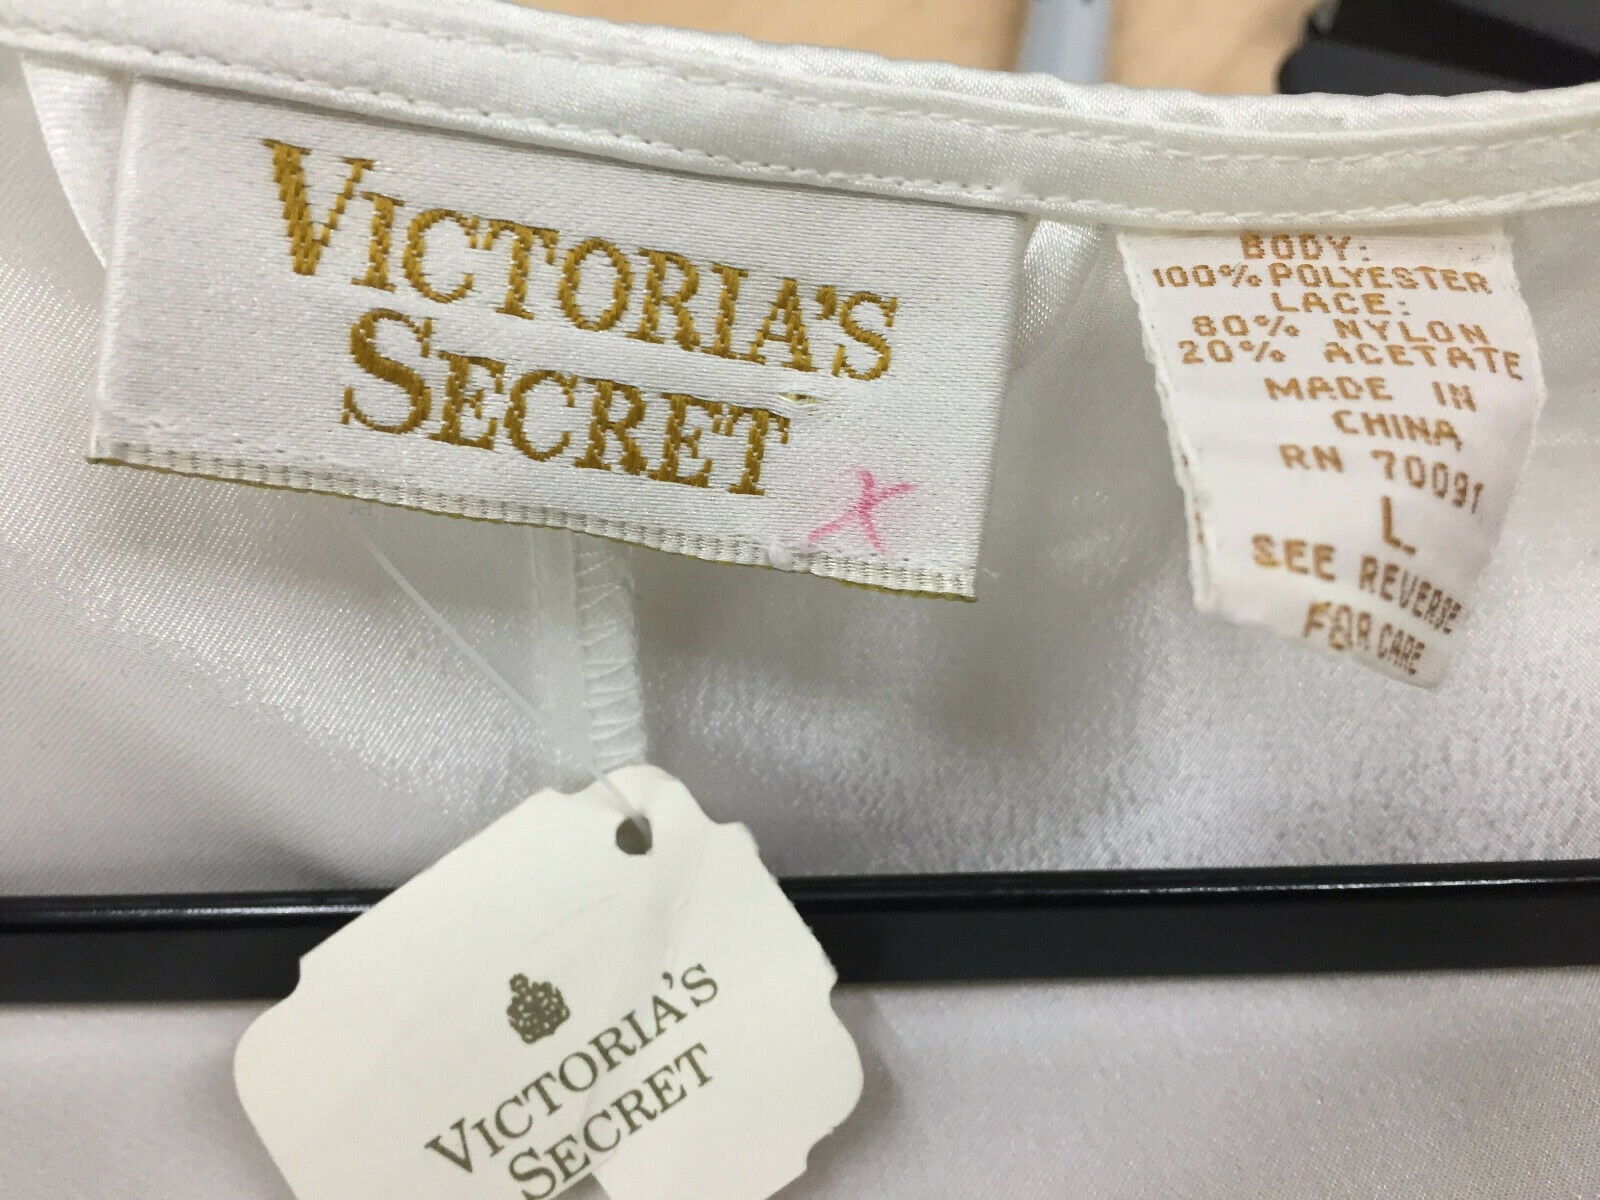 VICTORIA'S
SECRET
X
BODY:
100% POLYESTER
LACE:
80% NYLON
20% ACETATE
MADE IN
CHINA
RN 70091
L
SEE REVERSE
FOR CARE
VICTORIA'S
SECRET